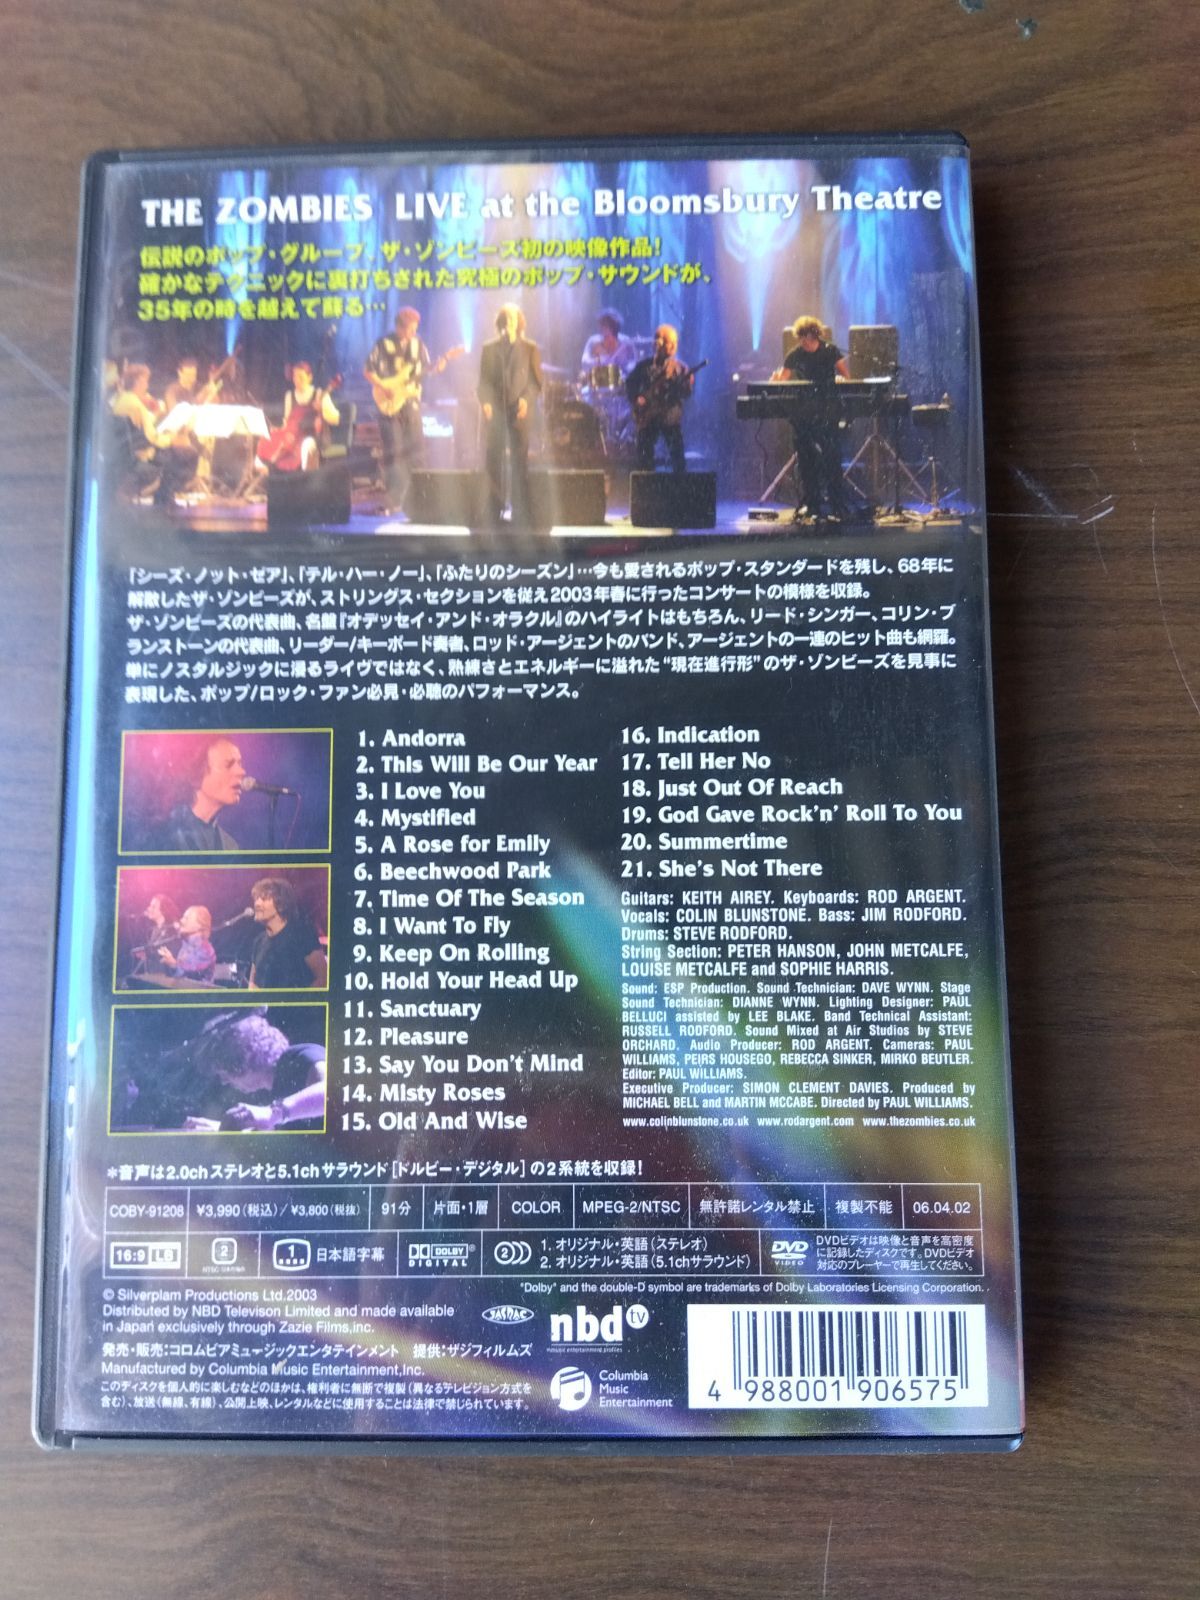 THE ZOMBIES LIVE at the Bloomsbury Theatre
伝説のポップ・グループ、ザ・ゾンビーズ初の映像作品!
確かなテクニックに裏打ちされた究極のポップ・サウンドが、
35年の時を越えて蘇る…
「シーズ・ノット・ゼア」、「テル・ハー・ノー」、「ふたりのシーズン」…今も愛されるポップ・スタンダードを残し、68年に
解散したザ・ゾンビーズが、ストリングス・セクションを従え2003年春に行ったコンサートの模様を収録。
ザ・ゾンビーズの代表曲、名盤『オデッセイ・アンド・オラクル』のハイライトはもちろん、リード・シンガー、コリン・ブ
ランストーンの代表曲、リーダー/キーボード奏者、ロッド・アージェントのバンド、アージェントの一連のヒット曲も網羅。
単にノスタルジックに浸るライヴではなく、熟練さとエネルギーに溢れた“現在進行形”のザ・ゾンビーズを見事に
表現した、ポップ/ロック・ファン必見・必聴のパフォーマンス。
1. Andorra
2. This Will Be Our Year
3. I Love You
4. Mystified
5. A Rose for Emily
6. Beechwood Park
7. Time Of The Season
8. I Want To Fly
9. Keep On Rolling
10. Hold Your Head Up
11. Sanctuary
12. Pleasure
13. Say You Don't Mind
14. Misty Roses
15. Old And Wise
16. Indication
17. Tell Her No
18. Just Out Of Reach
19. God Gave Rock'n' Roll To You
20. Summertime
21. She's Not There
Guitars: KEITH AIREY. Keyboards: ROD ARGENT.
Vocals: COLIN BLUNSTONE. Bass: JIM RODFORD.
Drums: STEVE RODFORD.
String Section: PETER HANSON, JOHN METCALFE,
LOUISE METCALFE and SOPHIE HARRIS.
Sound: ESP Production. Sound Technician: DAVE WYNN. Stage
Sound Technician: DIANNE WYNN. Lighting Designer: PAUL
BELLUCI assisted by LEE BLAKE. Band Technical Assistant:
RUSSELL RODFORD. Sound Mixed at Air Studios by STEVE
ORCHARD. Audio Producer: ROD ARGENT. Cameras: PAUL
WILLIAMS, PEIRS HOUSEGO, REBECCA SINKER, MIRKO BEUTLER.
Editor: PAUL WILLIAMS.
Executive Producer: SIMON CLEMENT DAVIES. Produced by
MICHAEL BELL and MARTIN MCCABE. Directed by PAUL WILLIAMS.
www.colinblunstone.co.uk www.rodargent.com www.thezombies.co.uk
*音声は2.0chステレオと5.1chサラウンド[ドルビー・デジタル]の2系統を収録!
COBY-91208 ¥3,990(税込)/¥3,800(税抜) 91分 片面・1層 COLOR MPEG-2/NTSC 無許諾レンタル禁止 複製不能 06.04.02
16:9 LB 2 NTSC 日本市場向 1 日本語字幕 DOLBY DIGITAL 2 1. オリジナル・英語(ステレオ)
2. オリジナル・英語(5.1chサラウンド)
DVD VIDEO DVDビデオは映像と音声を高密度
に記録したディスクです。DVDビデオ
対応のプレーヤーで再生してください。
"Dolby" and the double-D symbol are trademarks of Dolby Laboratories Licensing Corporation.
© Silverplam Productions Ltd.2003
Distributed by NBD Televison Limited and made available
in Japan exclusively through Zazie Films,inc.
発売・販売:コロムビアミュージックエンタテインメント 提供:ザジフィルムズ
Manufactured by Columbia Music Entertainment,Inc.
このディスクを個人的に楽しむなどのほかは、権利者に無断で複製(異なるテレビジョン方式を
含む)、放送(無線、有線)、公開上映、レンタルなどに使用することは法律で禁じられています。
JASRAC
nbd tv
music entertainment profiles
Columbia
Music
Entertainment
4 988001 906575